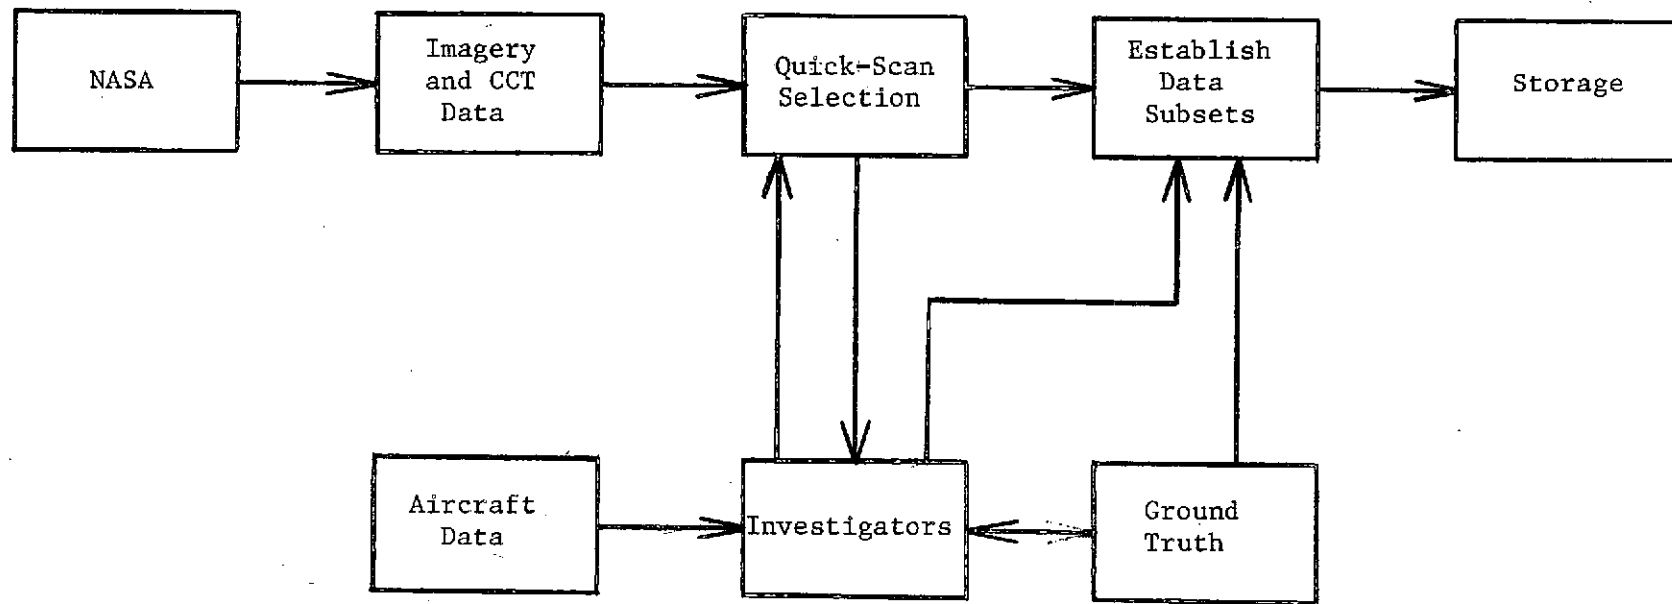 NASA
Imagery
and CCT
Data
Quick-Scan
Selection
Establish
Data
Subsets
Storage
Aircraft
Data
Investigators
Ground
Truth